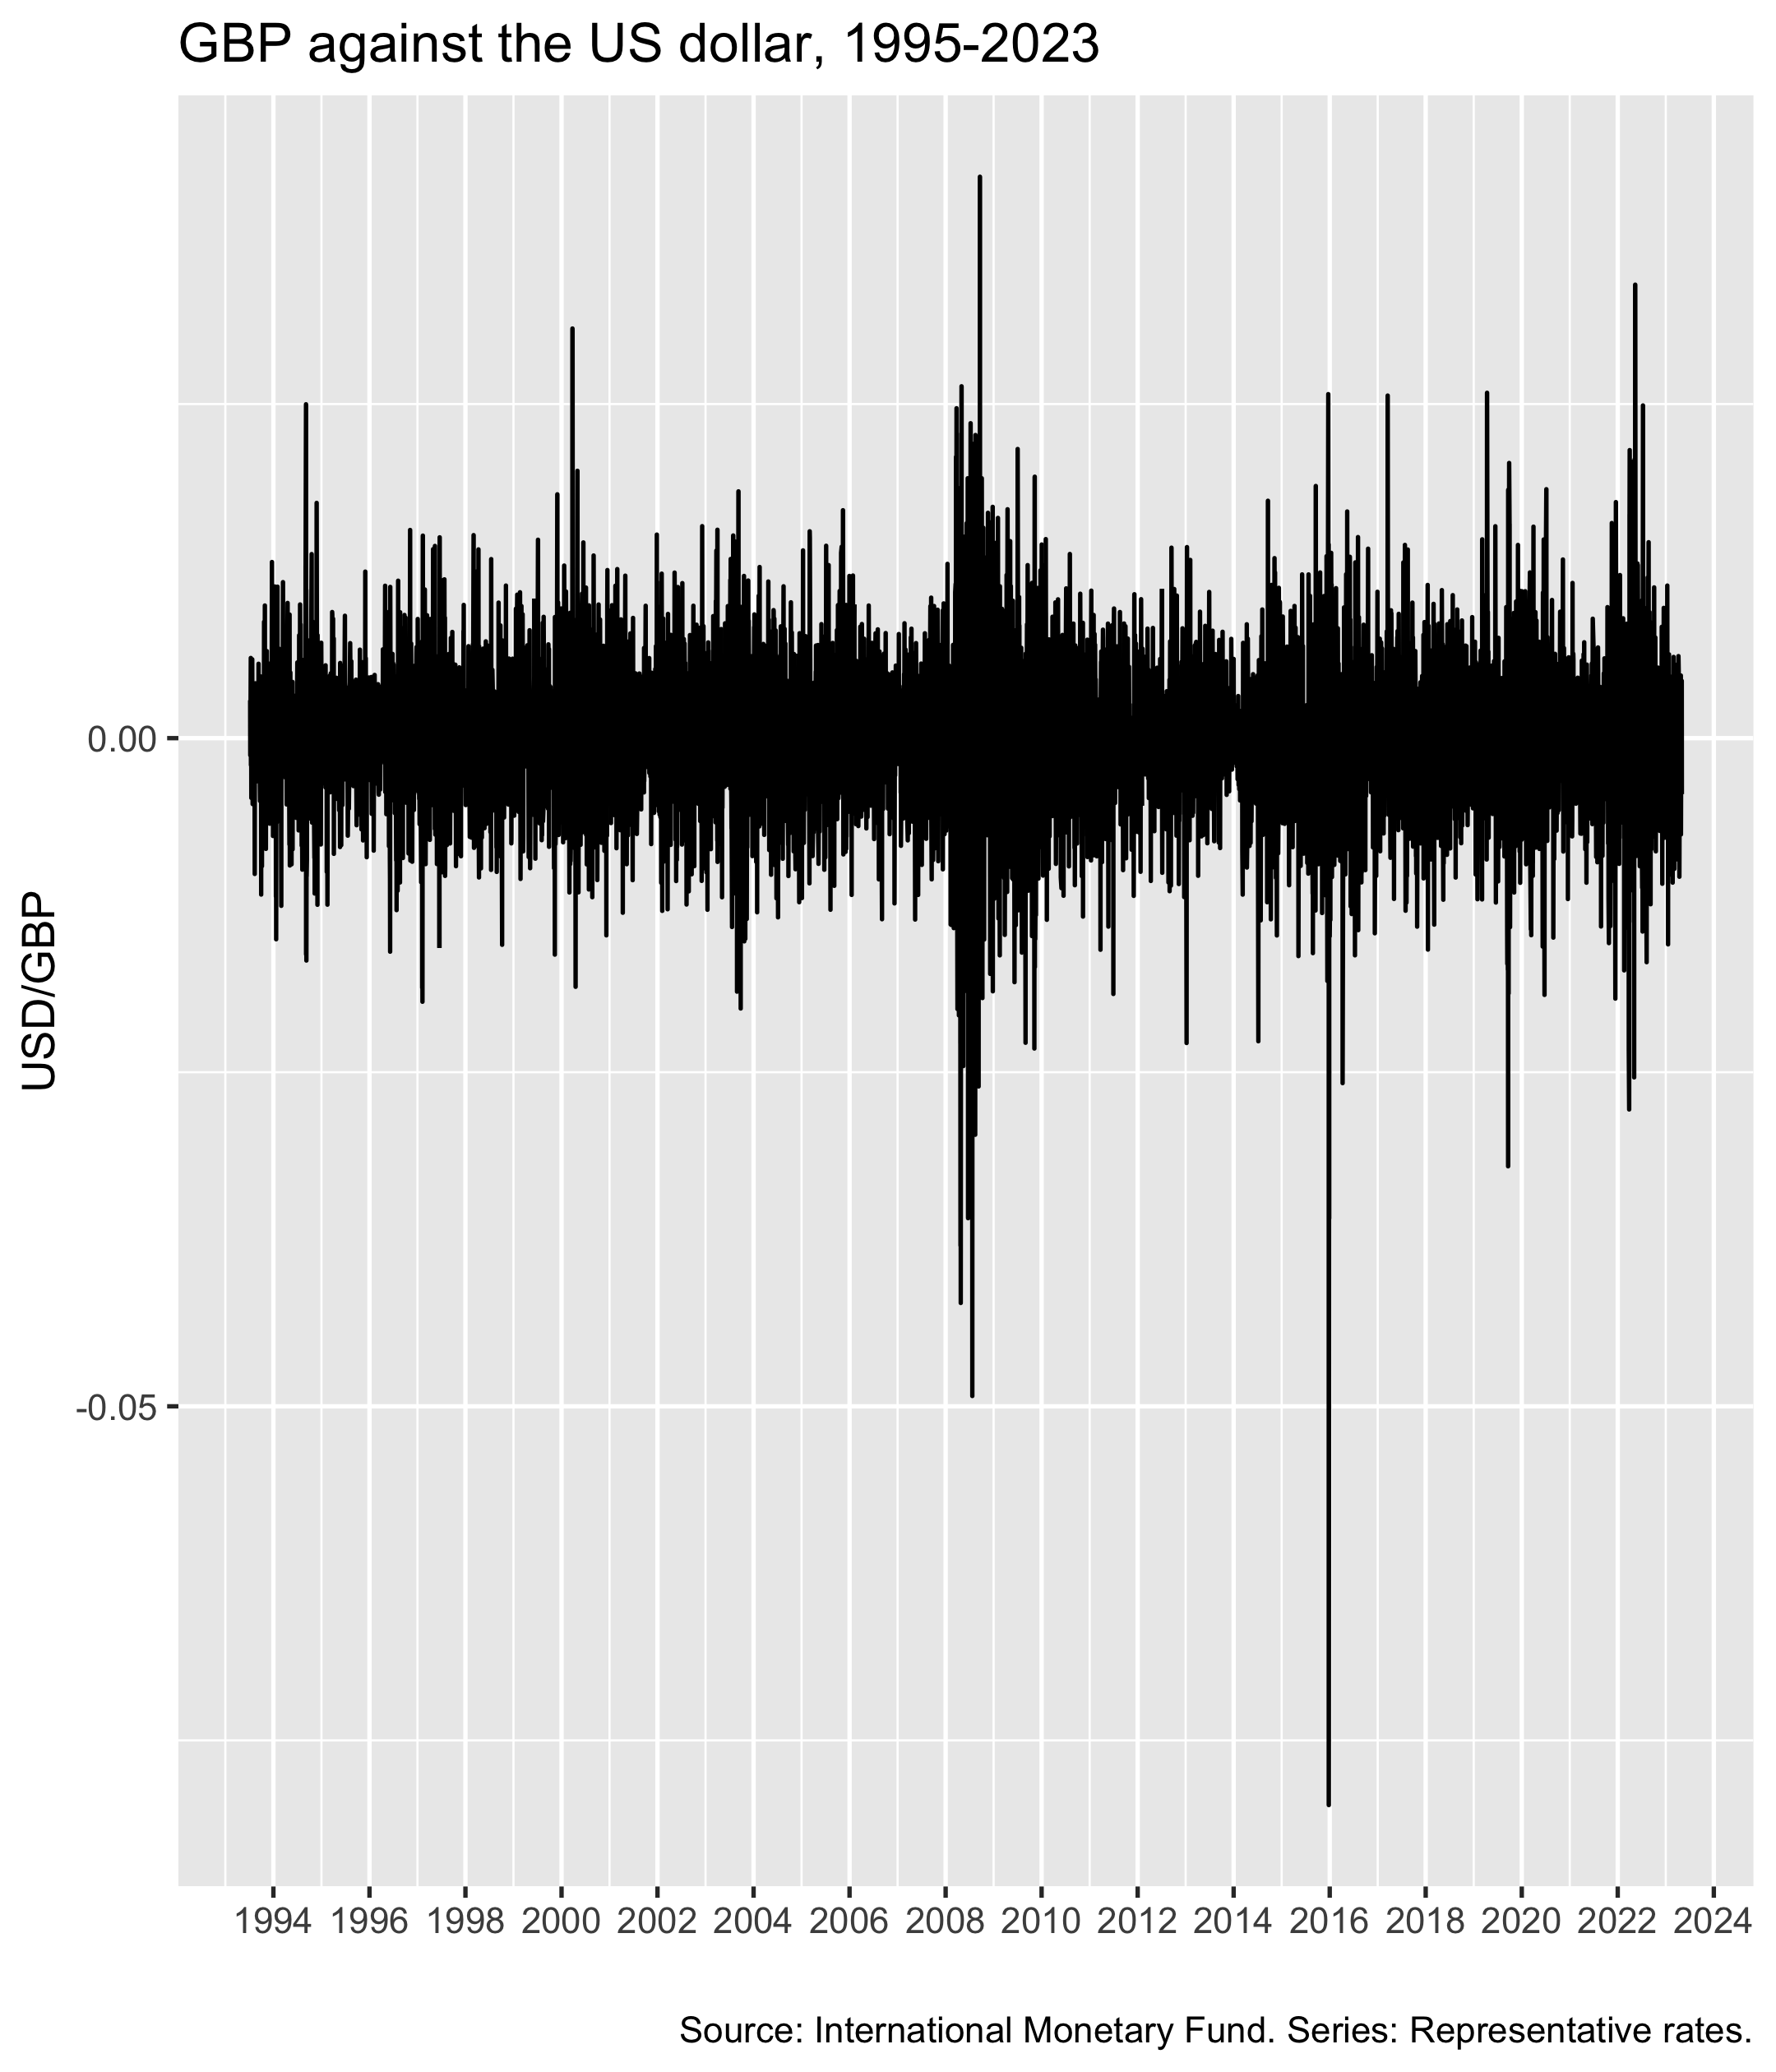 GBP against the US dollar, 1995-2023
0.00
USD/GBP
-0.05
1994 1996 1998 2000 2002 2004 2006 2008 2010 2012 2014 2016 2018 2020 2022 2024
Source: International Monetary Fund. Series: Representative rates.